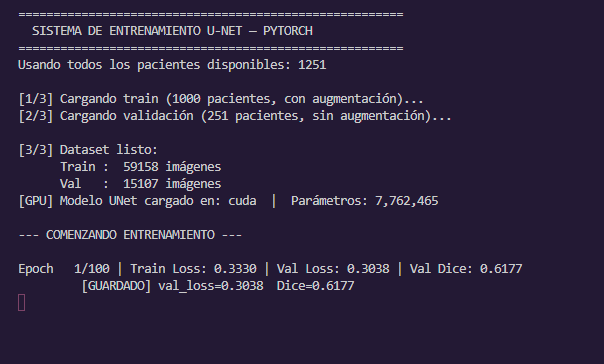 =======================================================
SISTEMA DE ENTRENAMIENTO U-NET — PYTORCH
=======================================================
Usando todos los pacientes disponibles: 1251
[1/3] Cargando train (1000 pacientes, con augmentación)...
[2/3] Cargando validación (251 pacientes, sin augmentación)...
[3/3] Dataset listo:
Train :  59158 imágenes
Val   :  15107 imágenes
[GPU] Modelo UNet cargado en: cuda  |  Parámetros: 7,762,465
--- COMENZANDO ENTRENAMIENTO ---
Epoch   1/100 | Train Loss: 0.3330 | Val Loss: 0.3038 | Val Dice: 0.6177
[GUARDADO] val_loss=0.3038  Dice=0.6177